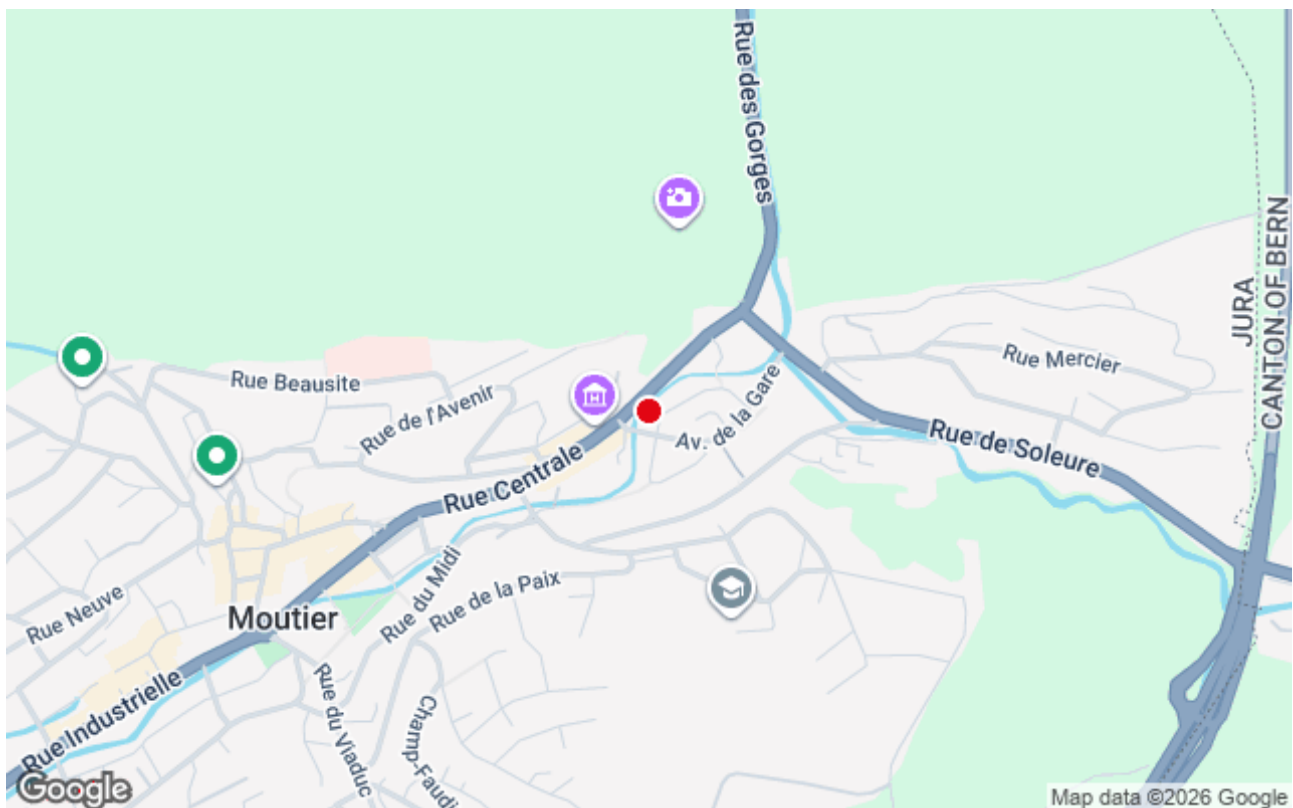 Rue des Gorges
JURA
CANTON OF BERN
Rue Mercier
Rue Beausite
Rue de l'Avenir
Av. de la Gare
Rue Centrale
Rue de Soleure
Rue du Midi
Rue de la Paix
Rue Neuve
Moutier
Rue Industrielle
Rue du Viaduc
Champ-Faudi
Google
Map data ©2026 Google